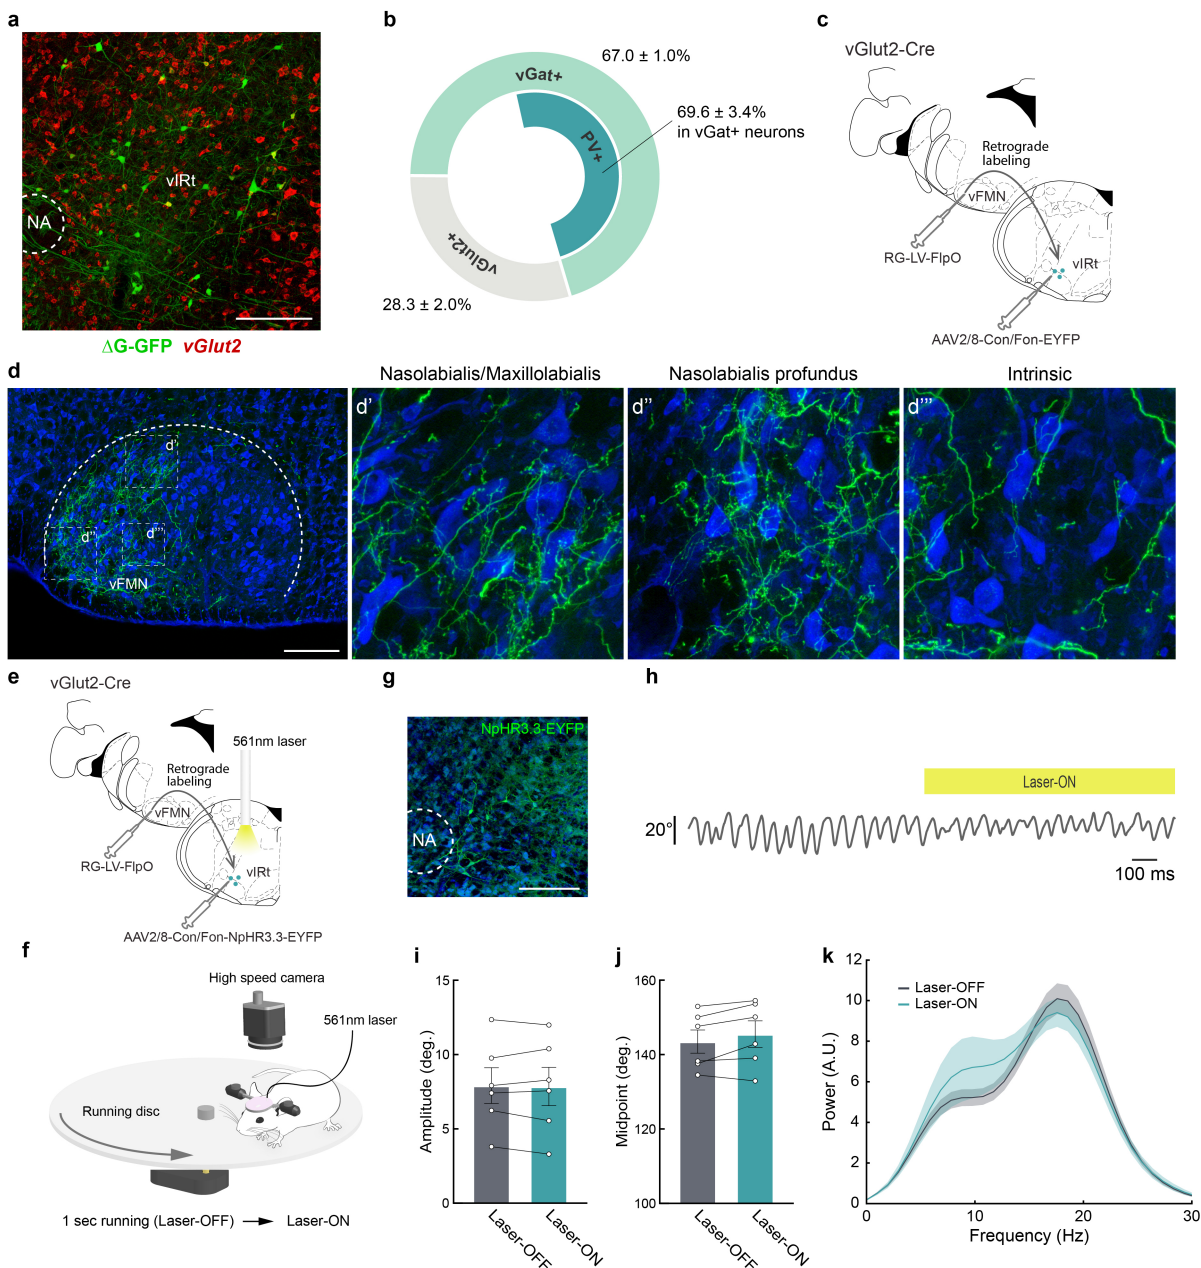 a
vIRt
NA
ΔG-GFP vGlut2
b
67.0 ± 1.0%
vGat+
69.6 ± 3.4%
in vGat+ neurons
PV+
vGlut2+
28.3 ± 2.0%
c
vGlut2-Cre
Retrograde
labeling
vFMN
RG-LV-FlpO
vIRt
AAV2/8-Con/Fon-EYFP
d
d'
d''
d'''
vFMN
Nasolabialis/Maxillolabialis
d'
Nasolabialis profundus
d''
Intrinsic
d'''
e
vGlut2-Cre
561nm laser
Retrograde
labeling
vFMN
RG-LV-FlpO
vIRt
AAV2/8-Con/Fon-NpHR3.3-EYFP
g
NpHR3.3-EYFP
NA
h
Laser-ON
20°
100 ms
f
High speed camera
561nm laser
Running disc
1 sec running (Laser-OFF) → Laser-ON
i
15
10
5
0
Amplitude (deg.)
Laser-OFF
Laser-ON
j
160
140
120
100
Midpoint (deg.)
Laser-OFF
Laser-ON
k
12
10
8
6
4
2
0
Power (A.U.)
Laser-OFF
Laser-ON
0
10
20
30
Frequency (Hz)